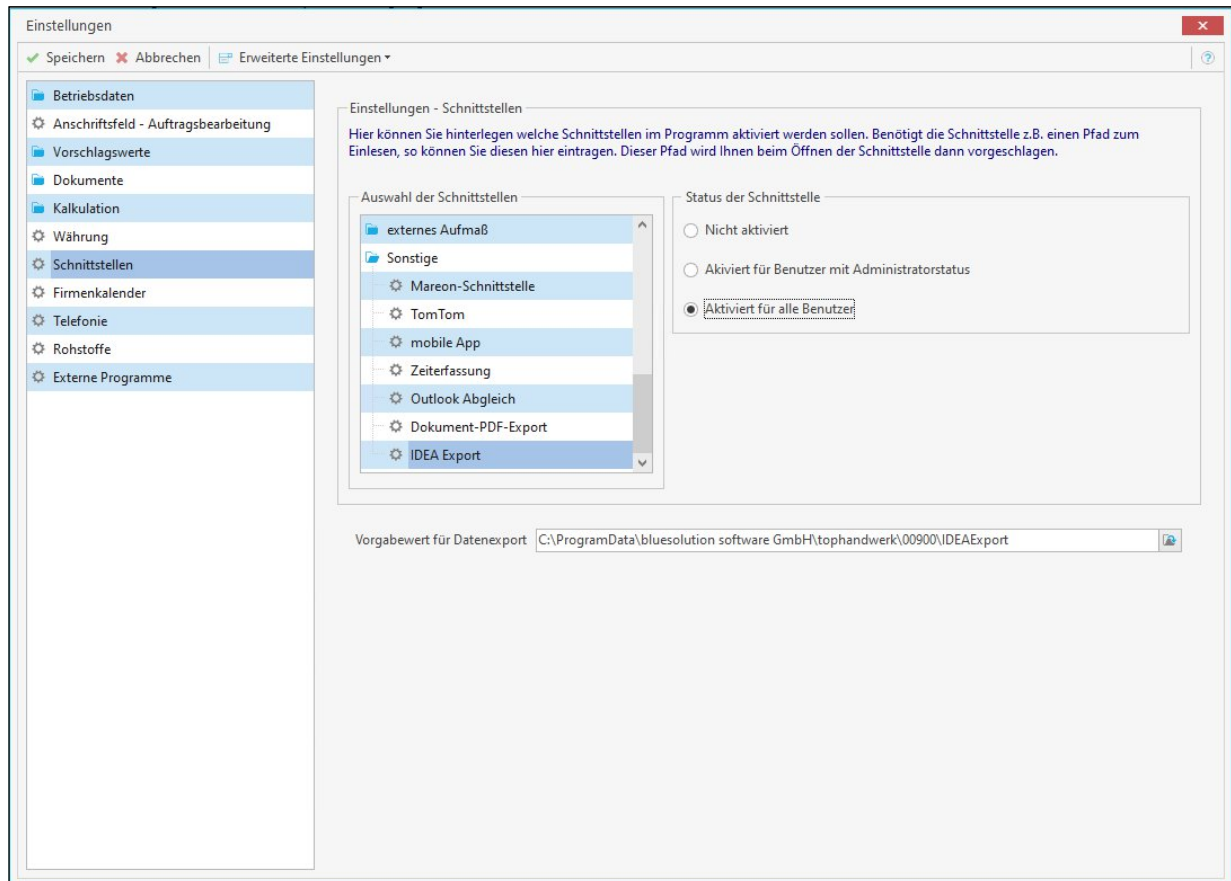 Einstellungen
Speichern Abbrechen Erweiterte Einstellungen
Betriebsdaten
Anschriftsfeld - Auftragsbearbeitung
Vorschlagswerte
Dokumente
Kalkulation
Währung
Schnittstellen
Firmenkalender
Telefonie
Rohstoffe
Externe Programme
Einstellungen - Schnittstellen
Hier können Sie hinterlegen welche Schnittstellen im Programm aktiviert werden sollen. Benötigt die Schnittstelle z.B. einen Pfad zum
Einlesen, so können Sie diesen hier eintragen. Dieser Pfad wird Ihnen beim Öffnen der Schnittstelle dann vorgeschlagen.
Auswahl der Schnittstellen
externes Aufmaß
Sonstige
Mareon-Schnittstelle
TomTom
mobile App
Zeiterfassung
Outlook Abgleich
Dokument-PDF-Export
IDEA Export
Status der Schnittstelle
Nicht aktiviert
Akiviert für Benutzer mit Administratorstatus
Aktiviert für alle Benutzer
Vorgabewert für Datenexport C:\ProgramData\bluesolution software GmbH\tophandwerk\00900\IDEAExport